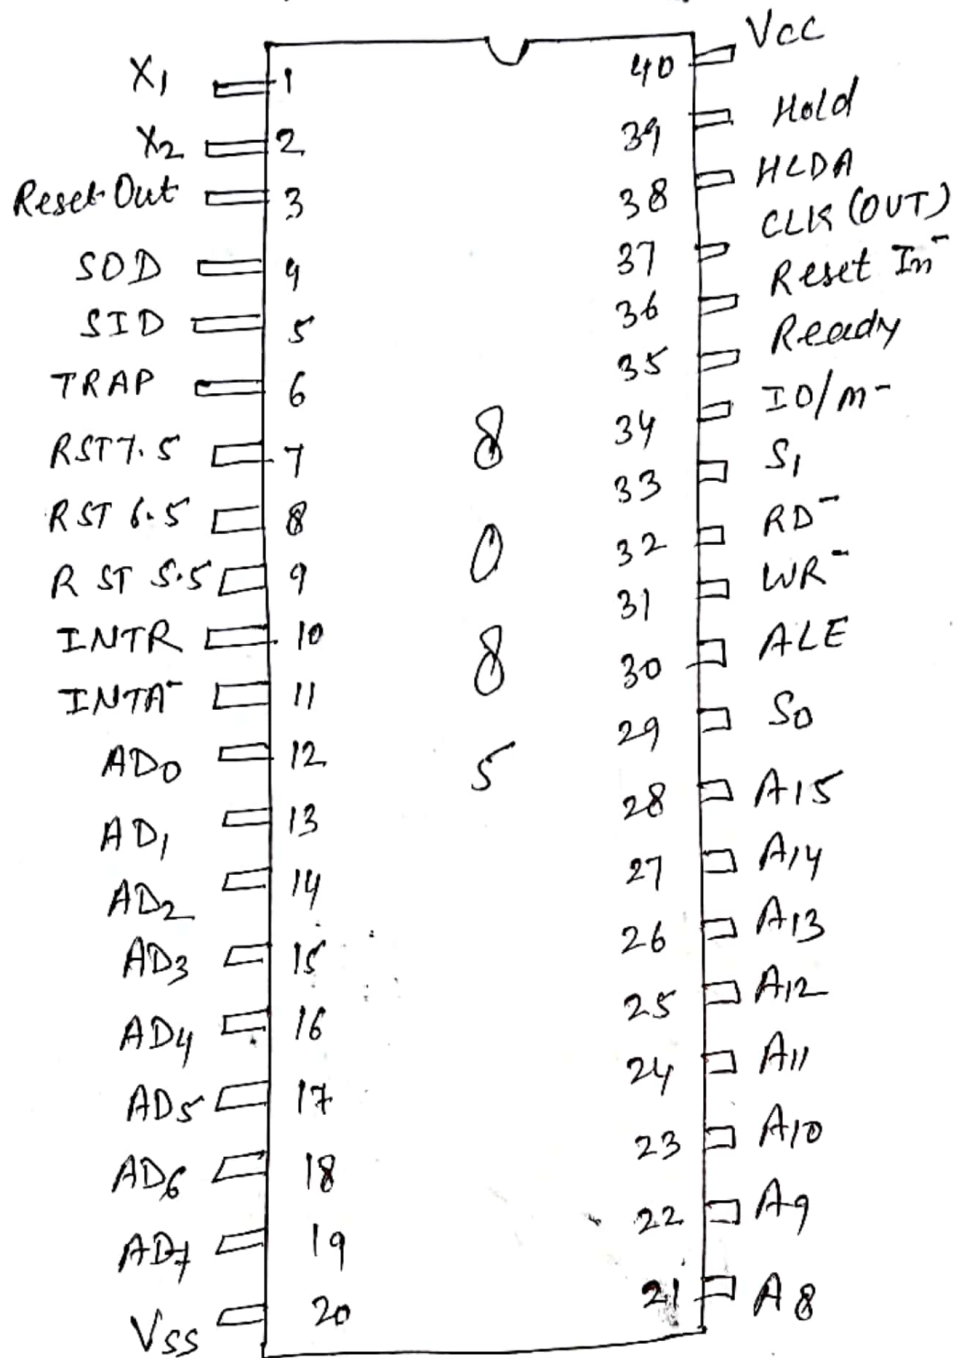 X1 1 40 Vcc
X2 2 39 Hold
Reset Out 3 38 HLDA
SOD 4 37 CLK (OUT)
SID 5 36 Reset In-
TRAP 6 35 Ready
RST 7.5 7 34 IO/m-
RST 6.5 8 33 S1
RST 5.5 9 32 RD-
INTR 10 31 WR-
INTA- 11 30 ALE
AD0 12 29 S0
AD1 13 28 A15
AD2 14 27 A14
AD3 15 26 A13
AD4 16 25 A12
AD5 17 24 A11
AD6 18 23 A10
AD7 19 22 A9
Vss 20 21 A8
8
0
8
5